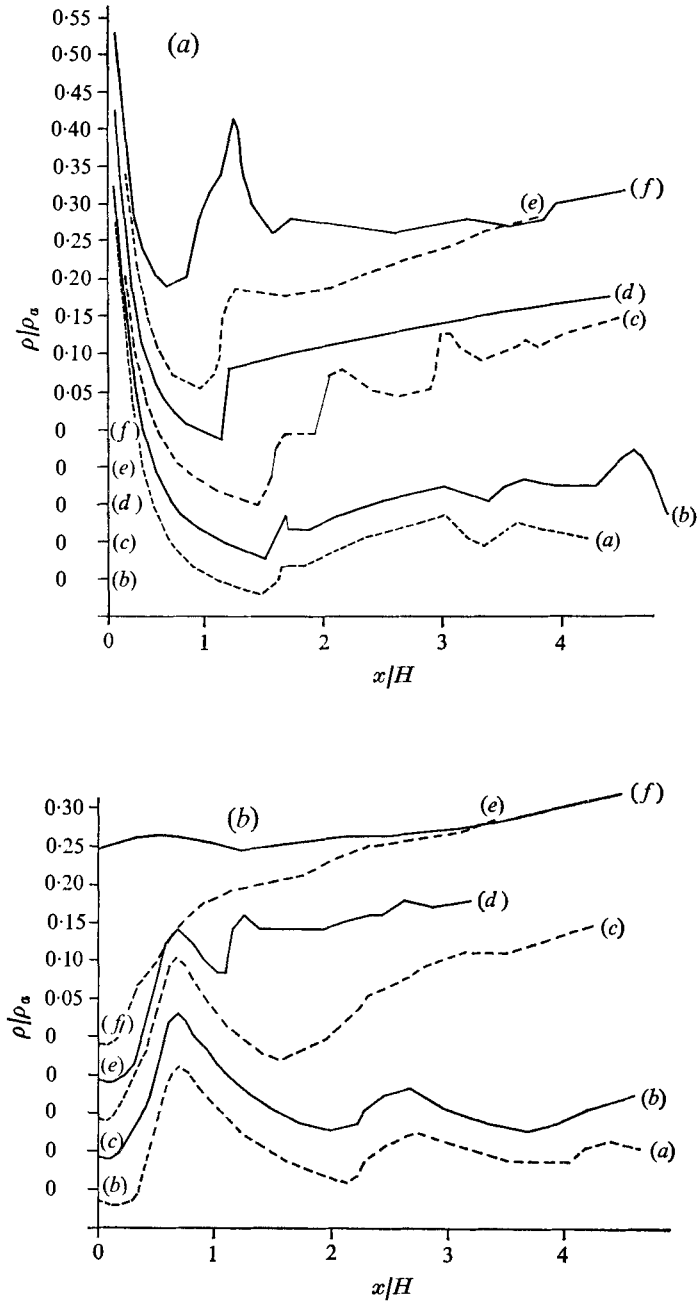 0·55
(a)
0·50
0·45
0·40
0·35
0·30
(e)
(f)
0·25
0·20
(d)
0·15
(c)
ρ/ρa
0·10
0·05
0 (f)
0 (e)
0 (d)
(b)
0 (c)
(a)
0 (b)
0 1 2 3 4
x/H
0·30
(b)
(e)
(f)
0·25
0·20
(d)
0·15
(c)
0·10
ρ/ρa
0·05
0 (f)
0 (e)
0
(b)
0 (c)
(a)
0 (b)
0 1 2 3 4
x/H